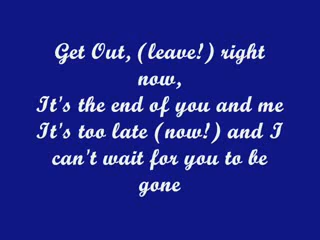 Get Out, (leave!) right
now,
It's the end of you and me
It's too late (now!) and I
can't wait for you to be
gone